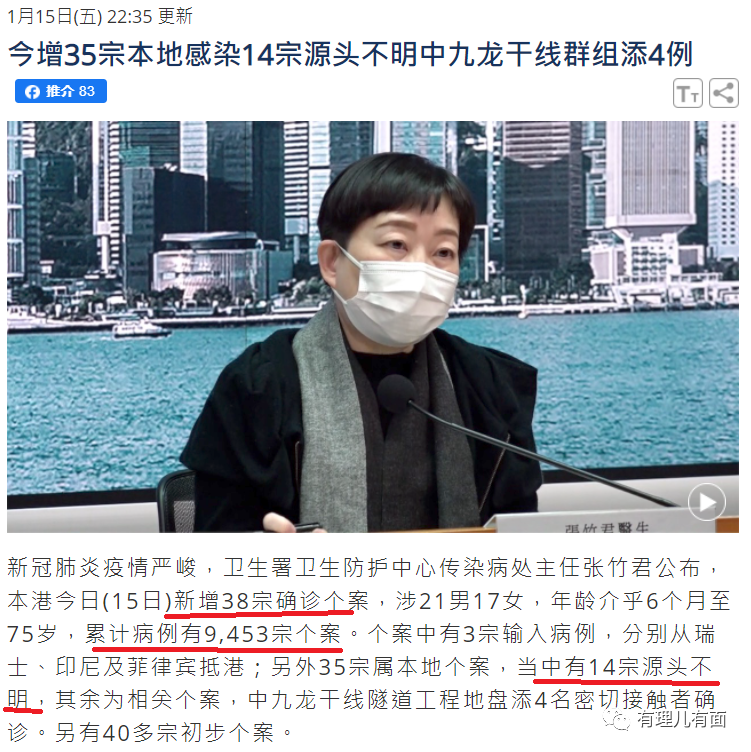 1月15日(五) 22:35 更新
今增35宗本地感染14宗源头不明中九龙干线群组添4例
推介 83
TT
張竹君醫生
新冠肺炎疫情严峻，卫生署卫生防护中心传染病处主任张竹君公布，
本港今日(15日)新增38宗确诊个案，涉21男17女，年龄介乎6个月至
75岁，累计病例有9,453宗个案。个案中有3宗输入病例，分别从瑞
士、印尼及菲律宾抵港；另外35宗属本地个案，当中有14宗源头不
明，其余为相关个案，中九龙干线隧道工程地盘添4名密切接触者确
诊。另有40多宗初步个案。
有理儿有面